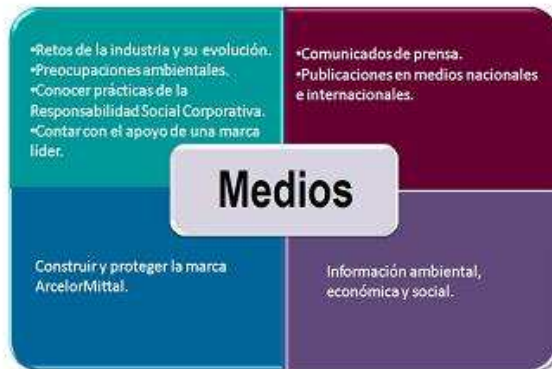 •Retos de la industria y su evolución.
•Preocupaciones ambientales.
•Conocer prácticas de la
Responsabilidad Social Corporativa.
•Contar con el apoyo de una marca
líder.
•Comunicados de prensa.
•Publicaciones en medios nacionales
e internacionales.
Medios
Construir y proteger la marca
ArcelorMittal.
Información ambiental,
económica y social.